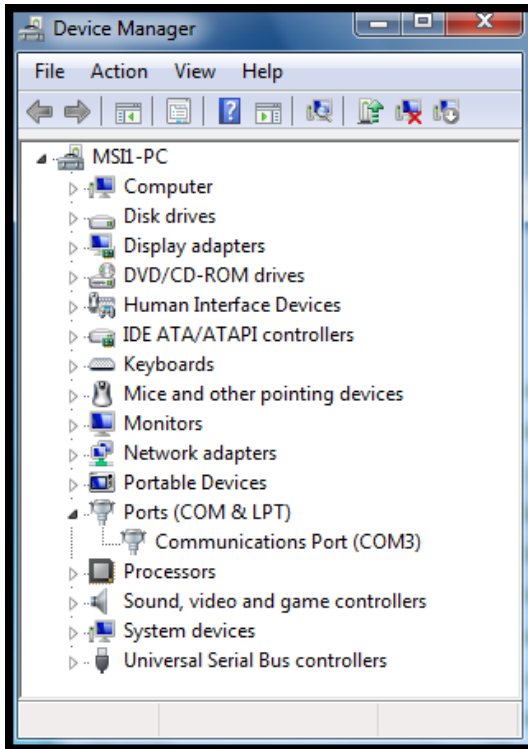 Device Manager
File Action View Help
MSI1-PC
Computer
Disk drives
Display adapters
DVD/CD-ROM drives
Human Interface Devices
IDE ATA/ATAPI controllers
Keyboards
Mice and other pointing devices
Monitors
Network adapters
Portable Devices
Ports (COM & LPT)
Communications Port (COM3)
Processors
Sound, video and game controllers
System devices
Universal Serial Bus controllers